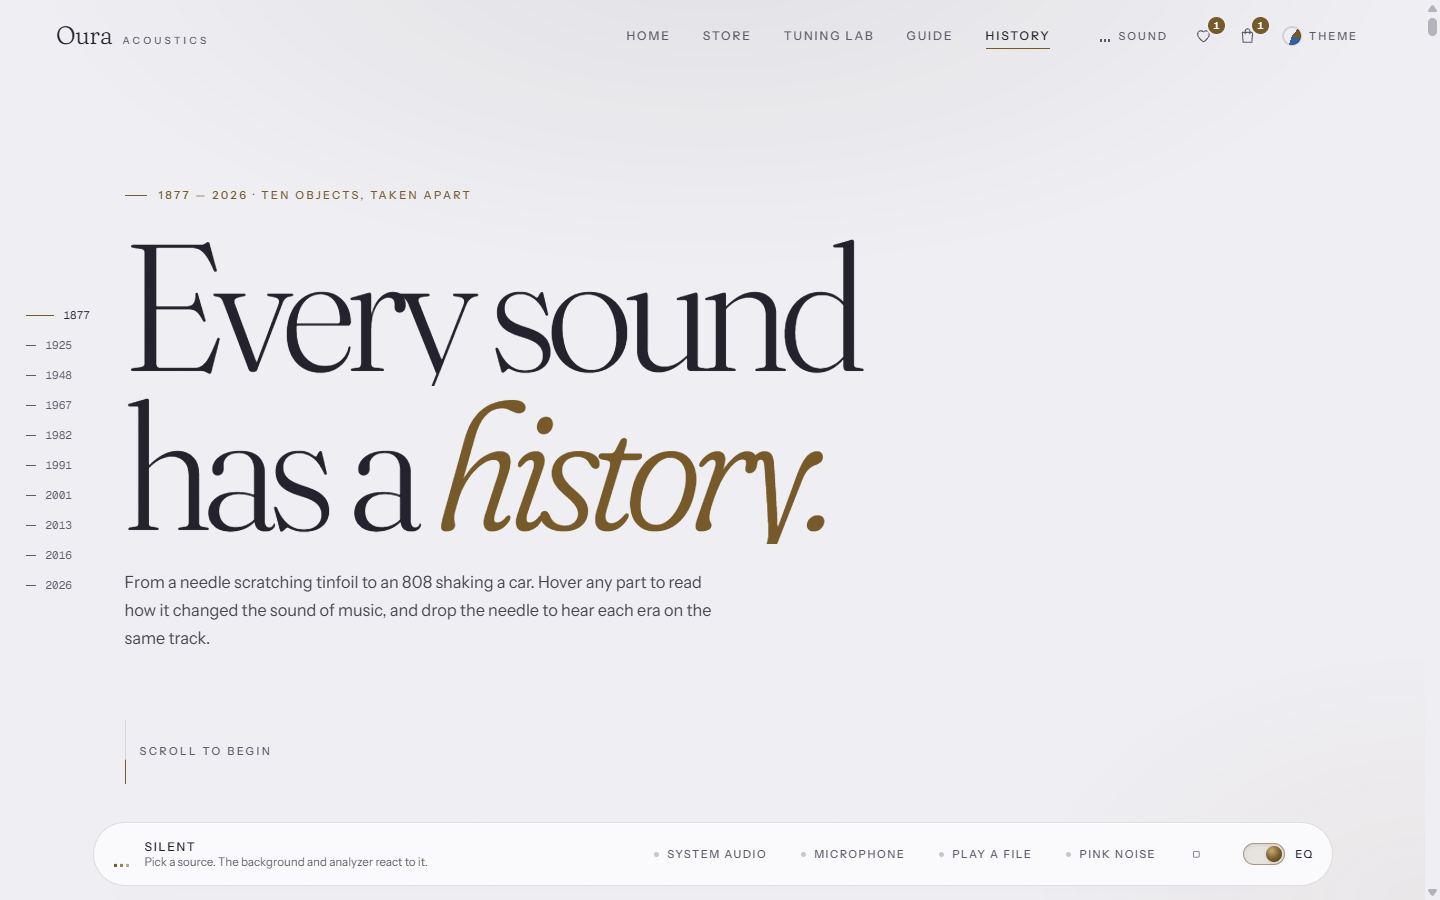 Oura ACOUSTICS
HOME STORE TUNING LAB GUIDE HISTORY SOUND 1 1 THEME
1877 — 2026 · TEN OBJECTS, TAKEN APART
Every sound
has a history.
1877
1925
1948
1967
1982
1991
2001
2013
2016
2026
From a needle scratching tinfoil to an 808 shaking a car. Hover any part to read
how it changed the sound of music, and drop the needle to hear each era on the
same track.
SCROLL TO BEGIN
SILENT
Pick a source. The background and analyzer react to it.
SYSTEM AUDIO MICROPHONE PLAY A FILE PINK NOISE EQ